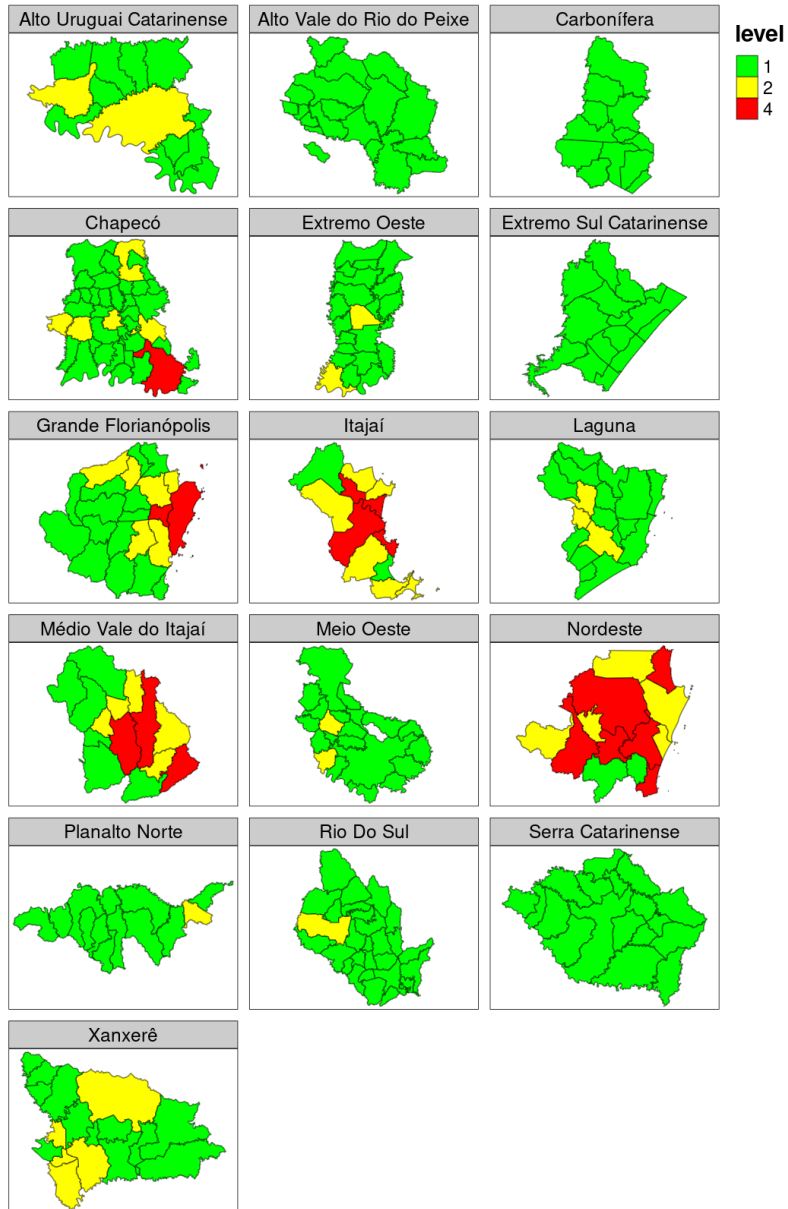 Alto Uruguai Catarinense
Alto Vale do Rio do Peixe
Carbonífera
level
1
2
4
Chapecó
Extremo Oeste
Extremo Sul Catarinense
Grande Florianópolis
Itajaí
Laguna
Médio Vale do Itajaí
Meio Oeste
Nordeste
Planalto Norte
Rio Do Sul
Serra Catarinense
Xanxerê